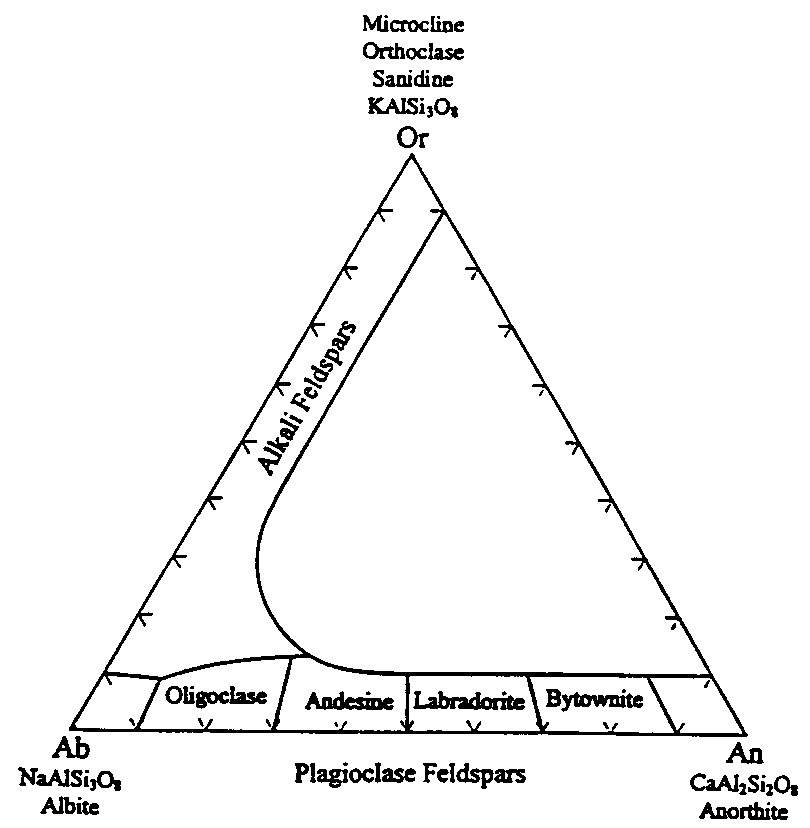 Microcline
Orthoclase
Sanidine
KAlSi₃O₈
Or
Alkali Feldspars
Oligoclase
Andesine
Labradorite
Bytownite
Ab
NaAlSi₃O₈
Albite
Plagioclase Feldspars
An
CaAl₂Si₂O₈
Anorthite